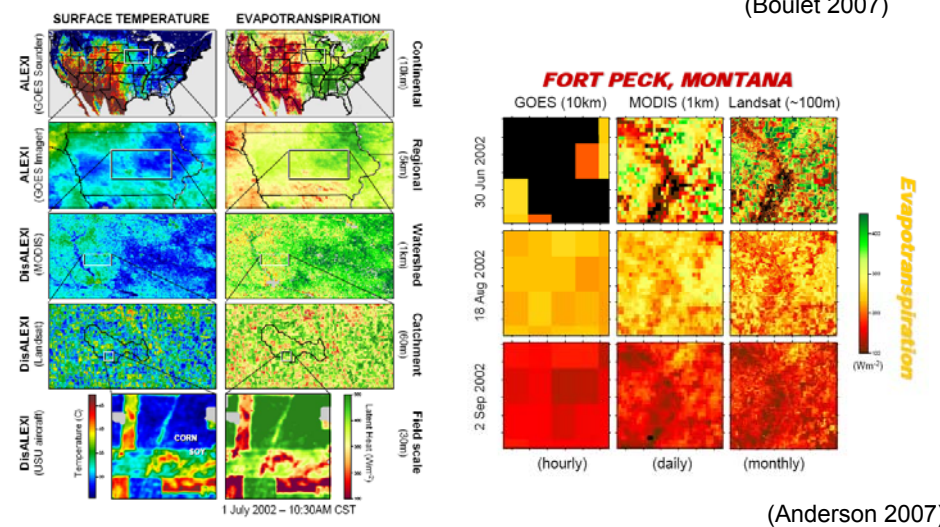 (Boulet 2007)
SURFACE TEMPERATURE
EVAPOTRANSPIRATION
ALEXI
(GOES Sounder)
Continental
(10km)
ALEXI
(GOES Imager)
Regional
(5km)
DisALEXI
(MODIS)
Watershed
(1km)
DisALEXI
(Landsat)
Catchment
(60m)
DisALEXI
(USU aircraft)
Temperature (C)
CORN
SOY
Latent Heat (Wm-2)
Field scale
(30m)
1 July 2002 – 10:30AM CST
FORT PECK, MONTANA
GOES (10km)
MODIS (1km)
Landsat (~100m)
30 Jun 2002
18 Aug 2002
2 Sep 2002
(hourly)
(daily)
(monthly)
Evapotranspiration
(Wm-2)
(Anderson 2007)